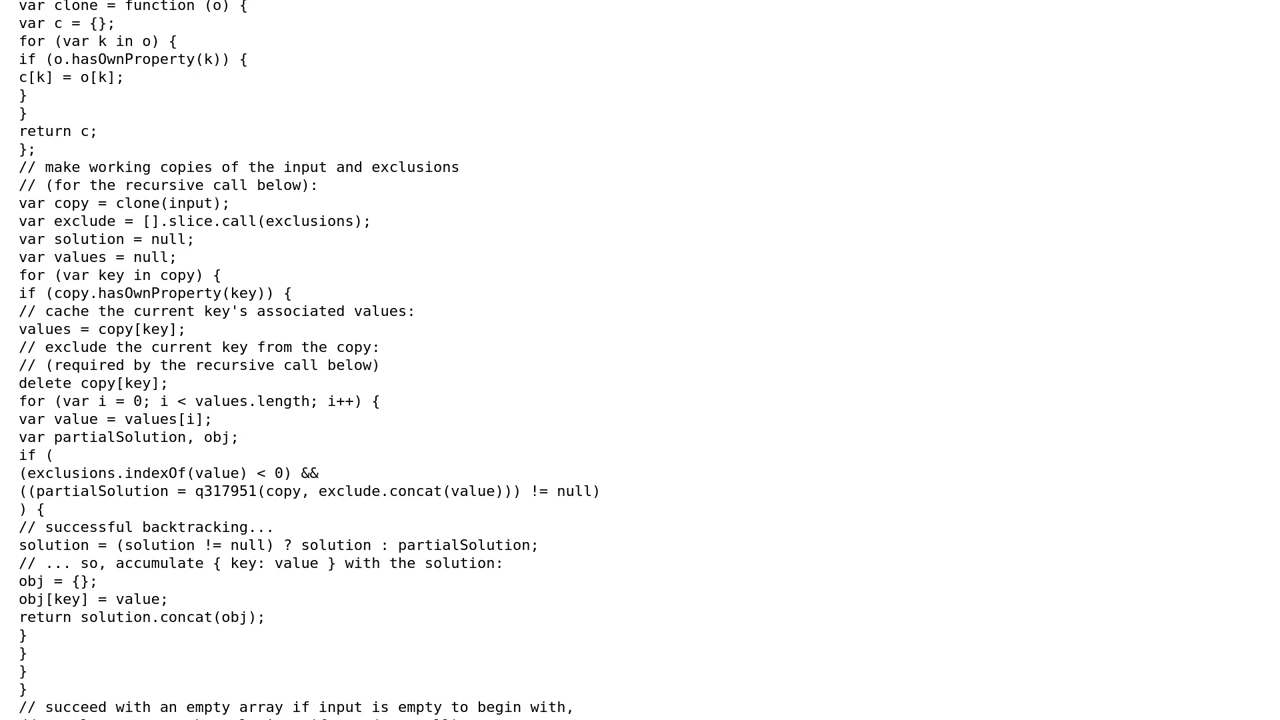 var clone = function (o) {
var c = {};
for (var k in o) {
if (o.hasOwnProperty(k)) {
c[k] = o[k];
}
}
return c;
};
// make working copies of the input and exclusions
// (for the recursive call below):
var copy = clone(input);
var exclude = [].slice.call(exclusions);
var solution = null;
var values = null;
for (var key in copy) {
if (copy.hasOwnProperty(key)) {
// cache the current key's associated values:
values = copy[key];
// exclude the current key from the copy:
// (required by the recursive call below)
delete copy[key];
for (var i = 0; i < values.length; i++) {
var value = values[i];
var partialSolution, obj;
if (
(exclusions.indexOf(value) < 0) &&
((partialSolution = q317951(copy, exclude.concat(value))) != null)
) {
// successful backtracking...
solution = (solution != null) ? solution : partialSolution;
// ... so, accumulate { key: value } with the solution:
obj = {};
obj[key] = value;
return solution.concat(obj);
}
}
}
}
// succeed with an empty array if input is empty to begin with,